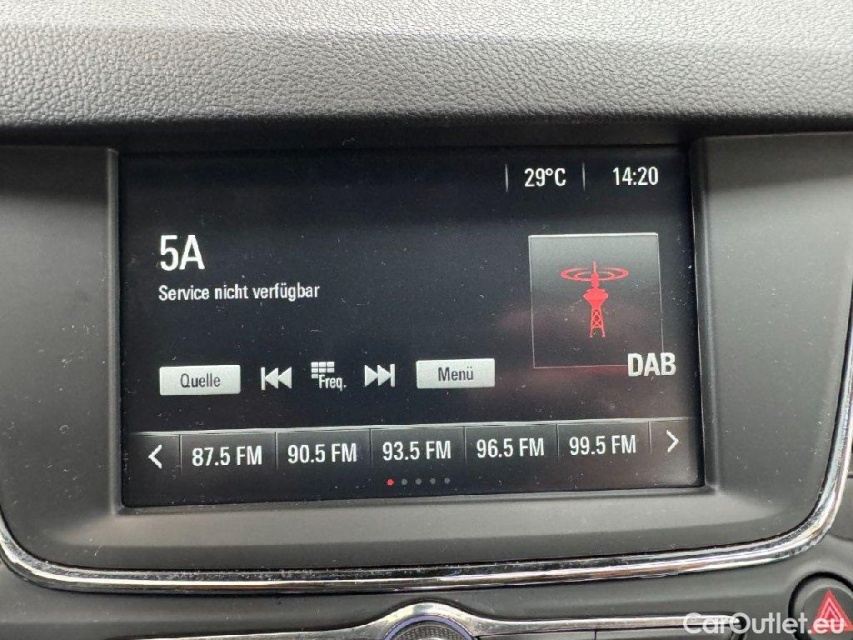 29°C 14:20
5A
Service nicht verfügbar
DAB
Quelle Freq. Menü
87.5 FM 90.5 FM 93.5 FM 96.5 FM 99.5 FM
CarOutlet.eu